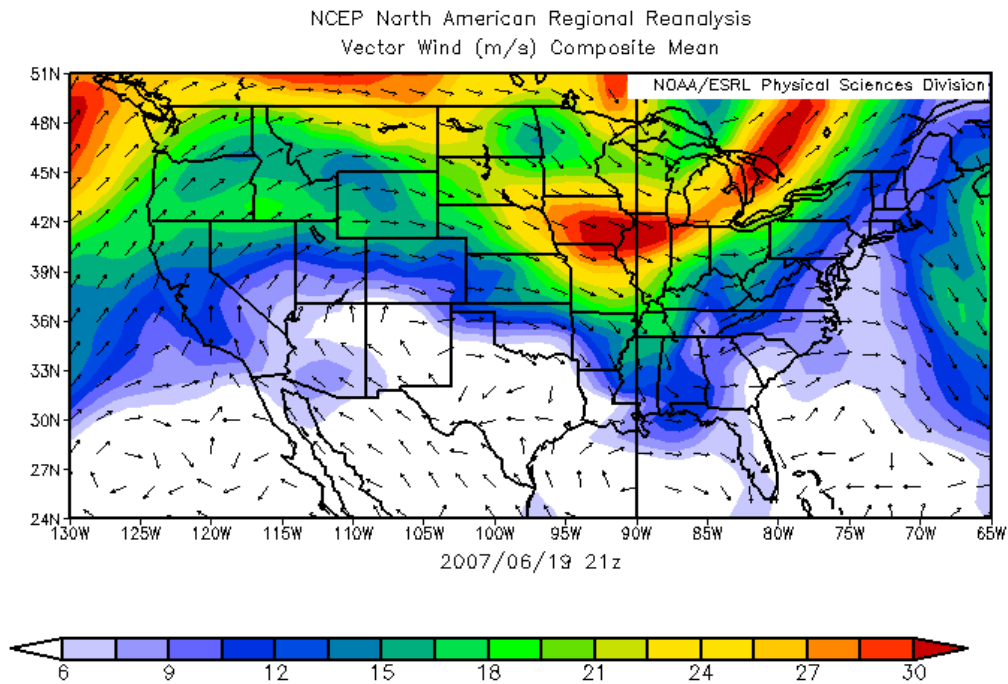 NCEP North American Regional Reanalysis
Vector Wind (m/s) Composite Mean
NOAA/ESRL Physical Sciences Division
51N
48N
45N
42N
39N
36N
33N
30N
27N
24N
130W 125W 120W 115W 110W 105W 100W 95W 90W 85W 80W 75W 70W 65W
2007/06/19 21z
6 9 12 15 18 21 24 27 30